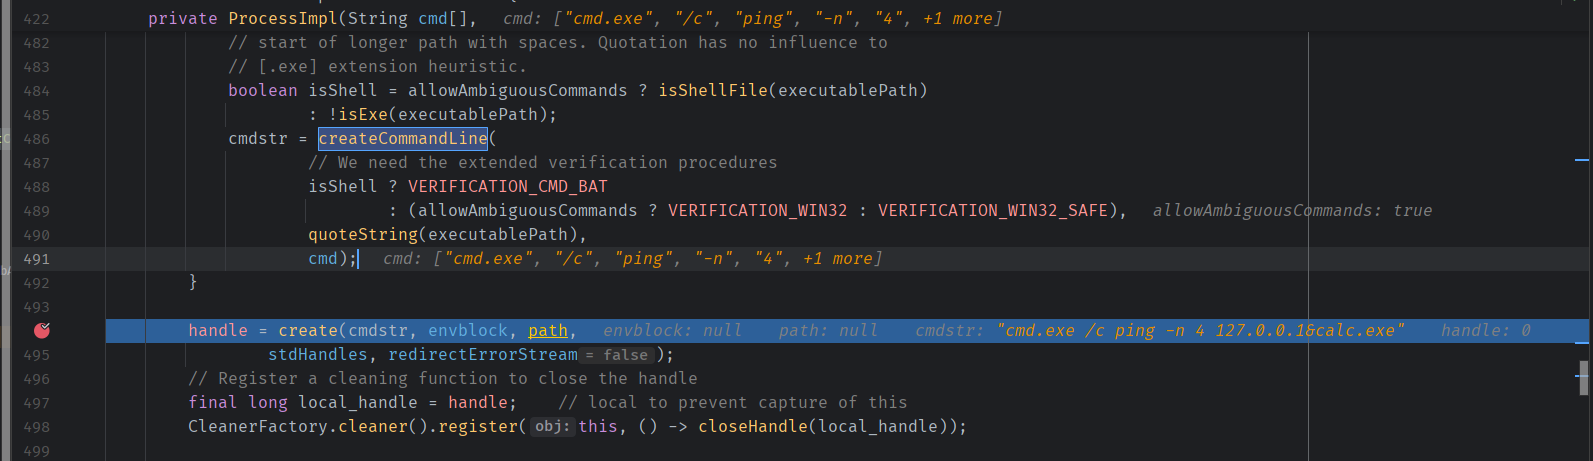 422 private ProcessImpl(String cmd[], cmd: ["cmd.exe", "/c", "ping", "-n", "4", +1 more]
482 // start of longer path with spaces. Quotation has no influence to
483 // [.exe] extension heuristic.
484 boolean isShell = allowAmbiguousCommands ? isShellFile(executablePath)
485 : !isExe(executablePath);
486 cmdstr = createCommandLine(
487 // We need the extended verification procedures
488 isShell ? VERIFICATION_CMD_BAT
489 : (allowAmbiguousCommands ? VERIFICATION_WIN32 : VERIFICATION_WIN32_SAFE), allowAmbiguousCommands: true
490 quoteString(executablePath),
491 cmd); cmd: ["cmd.exe", "/c", "ping", "-n", "4", +1 more]
492 }
493
handle = create(cmdstr, envblock, path, envblock: null path: null cmdstr: "cmd.exe /c ping -n 4 127.0.0.1&calc.exe" handle: 0
495 stdHandles, redirectErrorStream = false );
496 // Register a cleaning function to close the handle
497 final long local_handle = handle; // local to prevent capture of this
498 CleanerFactory.cleaner().register( obj: this, () -> closeHandle(local_handle));
499